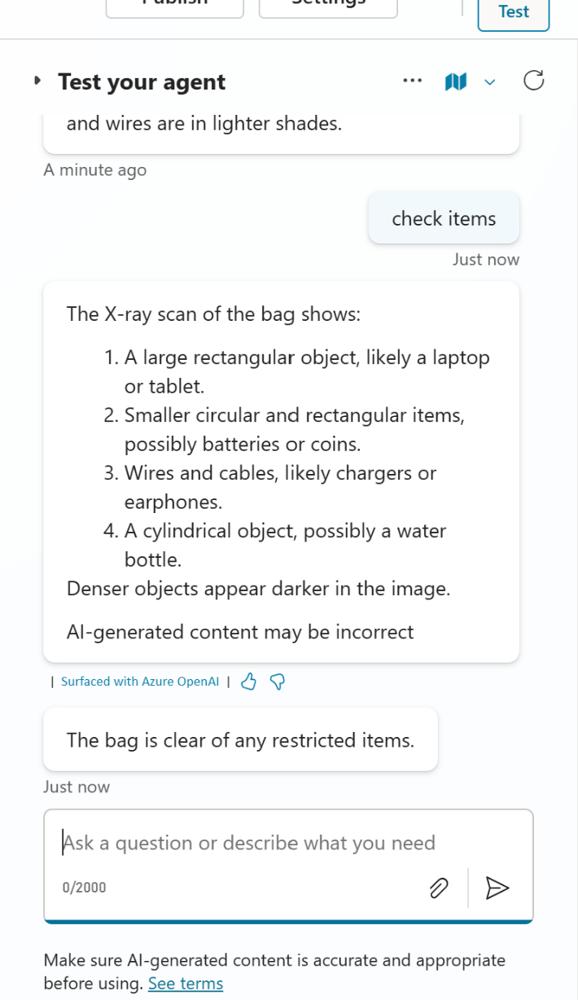 Publish
Settings
Test
Test your agent
and wires are in lighter shades.
A minute ago
check items
Just now
The X-ray scan of the bag shows:
1. A large rectangular object, likely a laptop
or tablet.
2. Smaller circular and rectangular items,
possibly batteries or coins.
3. Wires and cables, likely chargers or
earphones.
4. A cylindrical object, possibly a water
bottle.
Denser objects appear darker in the image.
AI-generated content may be incorrect
| Surfaced with Azure OpenAI |
The bag is clear of any restricted items.
Just now
Ask a question or describe what you need
0/2000
Make sure AI-generated content is accurate and appropriate
before using. See terms